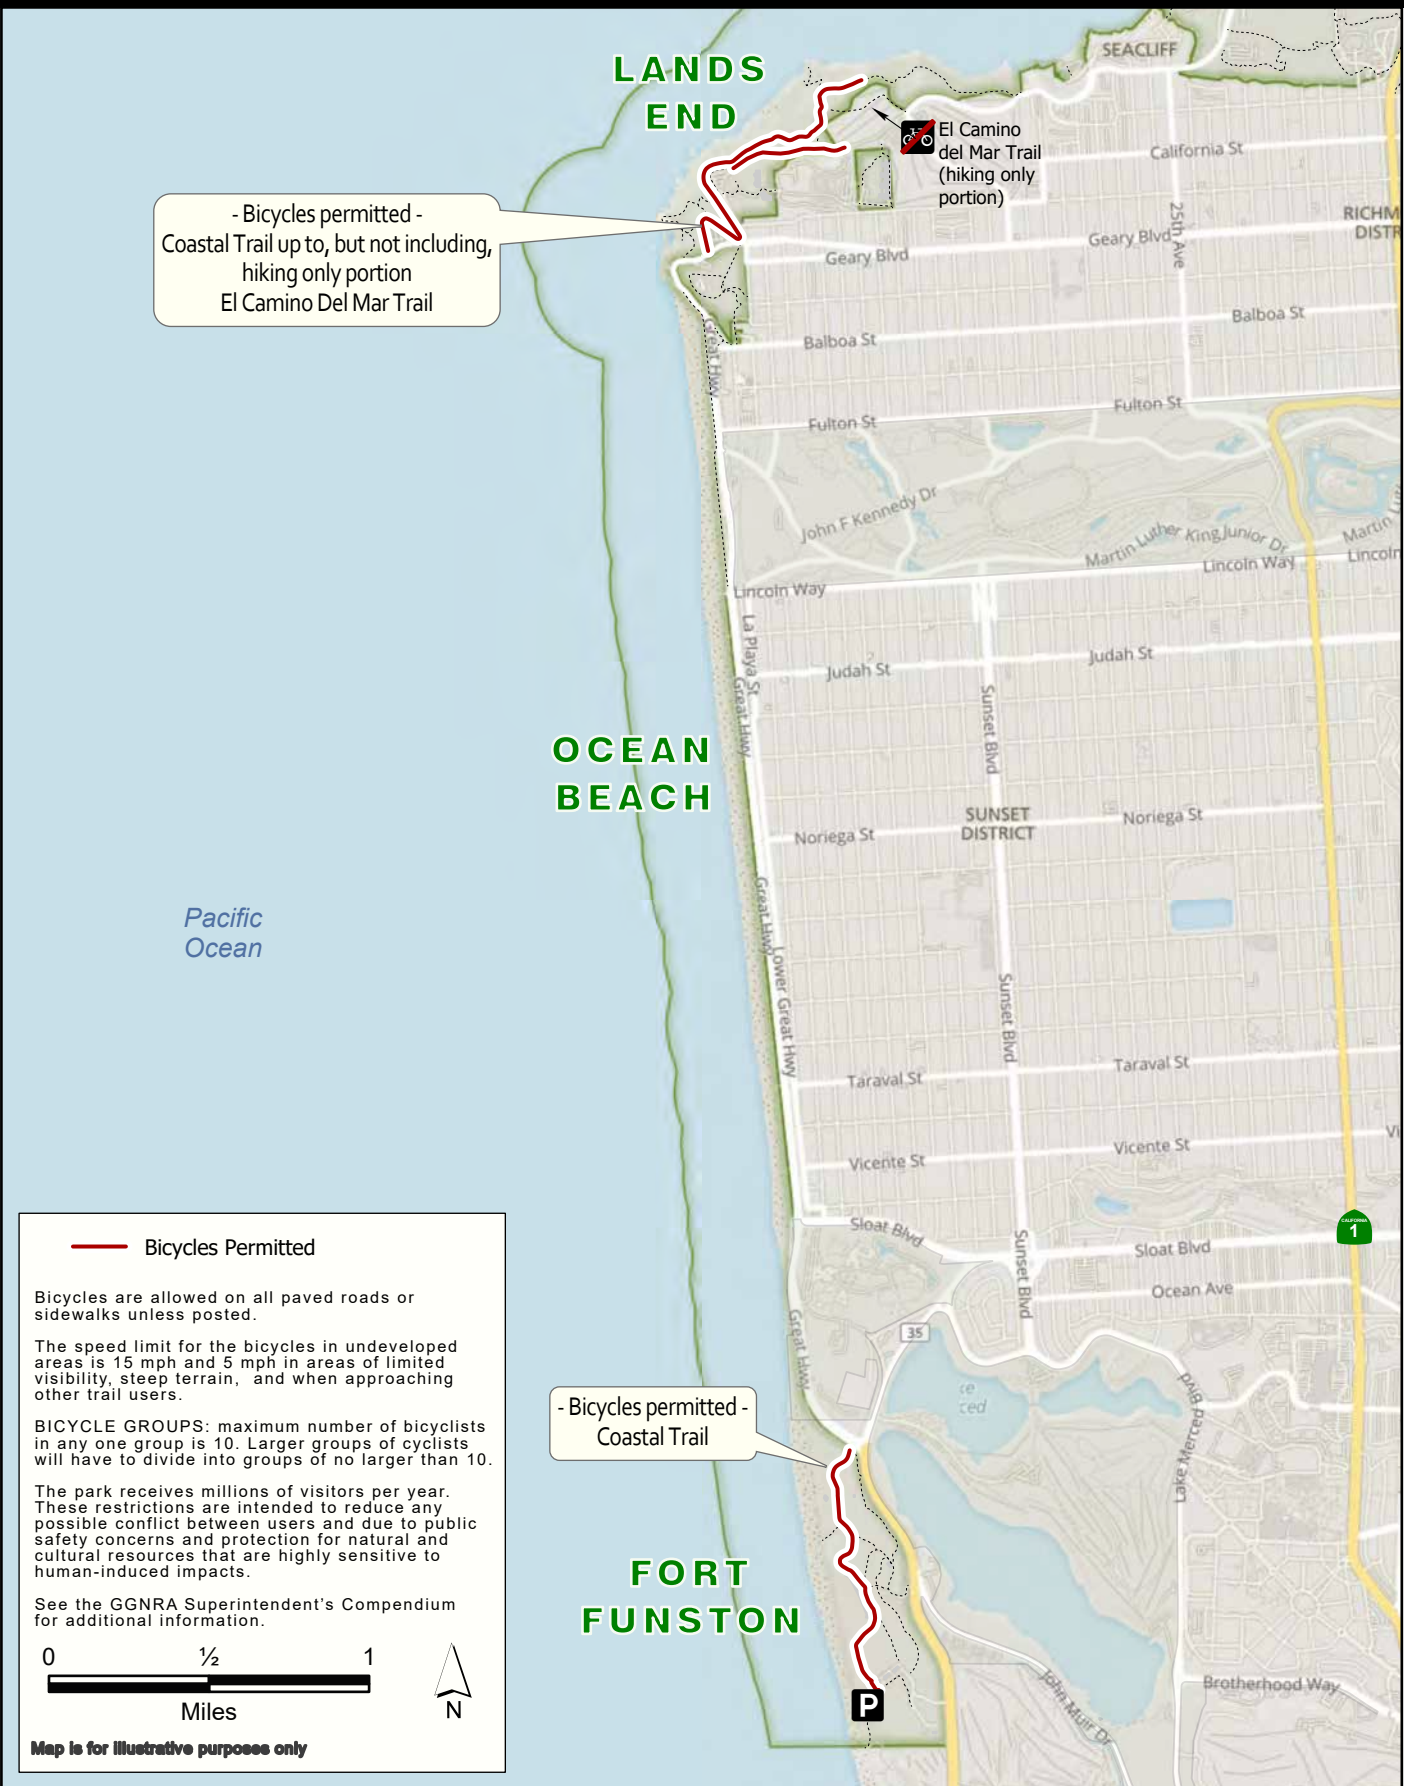 LANDS
END
SEACLIFF
El Camino
del Mar Trail
(hiking only
portion)
California St
25th Ave
RICHM
DISTR
- Bicycles permitted -
Coastal Trail up to, but not including,
hiking only portion
El Camino Del Mar Trail
Geary Blvd
Geary Blvd
Great Hwy
Balboa St
Balboa St
Fulton St
Fulton St
John F Kennedy Dr
Martin Luther King Junior Dr
Martin
Lincoln Way
Lincoln Way
Lincoln
La Playa St
Great Hwy
Judah St
Judah St
Sunset Blvd
OCEAN
BEACH
SUNSET
DISTRICT
Noriega St
Noriega St
Great Hwy
Pacific
Ocean
Lower Great Hwy
Sunset Blvd
Taraval St
Taraval St
Vicente St
Vicente St
Vi
Sloat Blvd
Sloat Blvd
CALIFORNIA
1
Sunset Blvd
Ocean Ave
Great Hwy
35
ce
ced
Lake Merced Blvd
- Bicycles permitted -
Coastal Trail
FORT
FUNSTON
P
John Muir Dr
Brotherhood Way
Bicycles Permitted
Bicycles are allowed on all paved roads or
sidewalks unless posted.
The speed limit for the bicycles in undeveloped
areas is 15 mph and 5 mph in areas of limited
visibility, steep terrain, and when approaching
other trail users.
BICYCLE GROUPS: maximum number of bicyclists
in any one group is 10. Larger groups of cyclists
will have to divide into groups of no larger than 10.
The park receives millions of visitors per year.
These restrictions are intended to reduce any
possible conflict between users and due to public
safety concerns and protection for natural and
cultural resources that are highly sensitive to
human-induced impacts.
See the GGNRA Superintendent's Compendium
for additional information.
0 ½ 1
Miles
N
Map is for illustrative purposes only